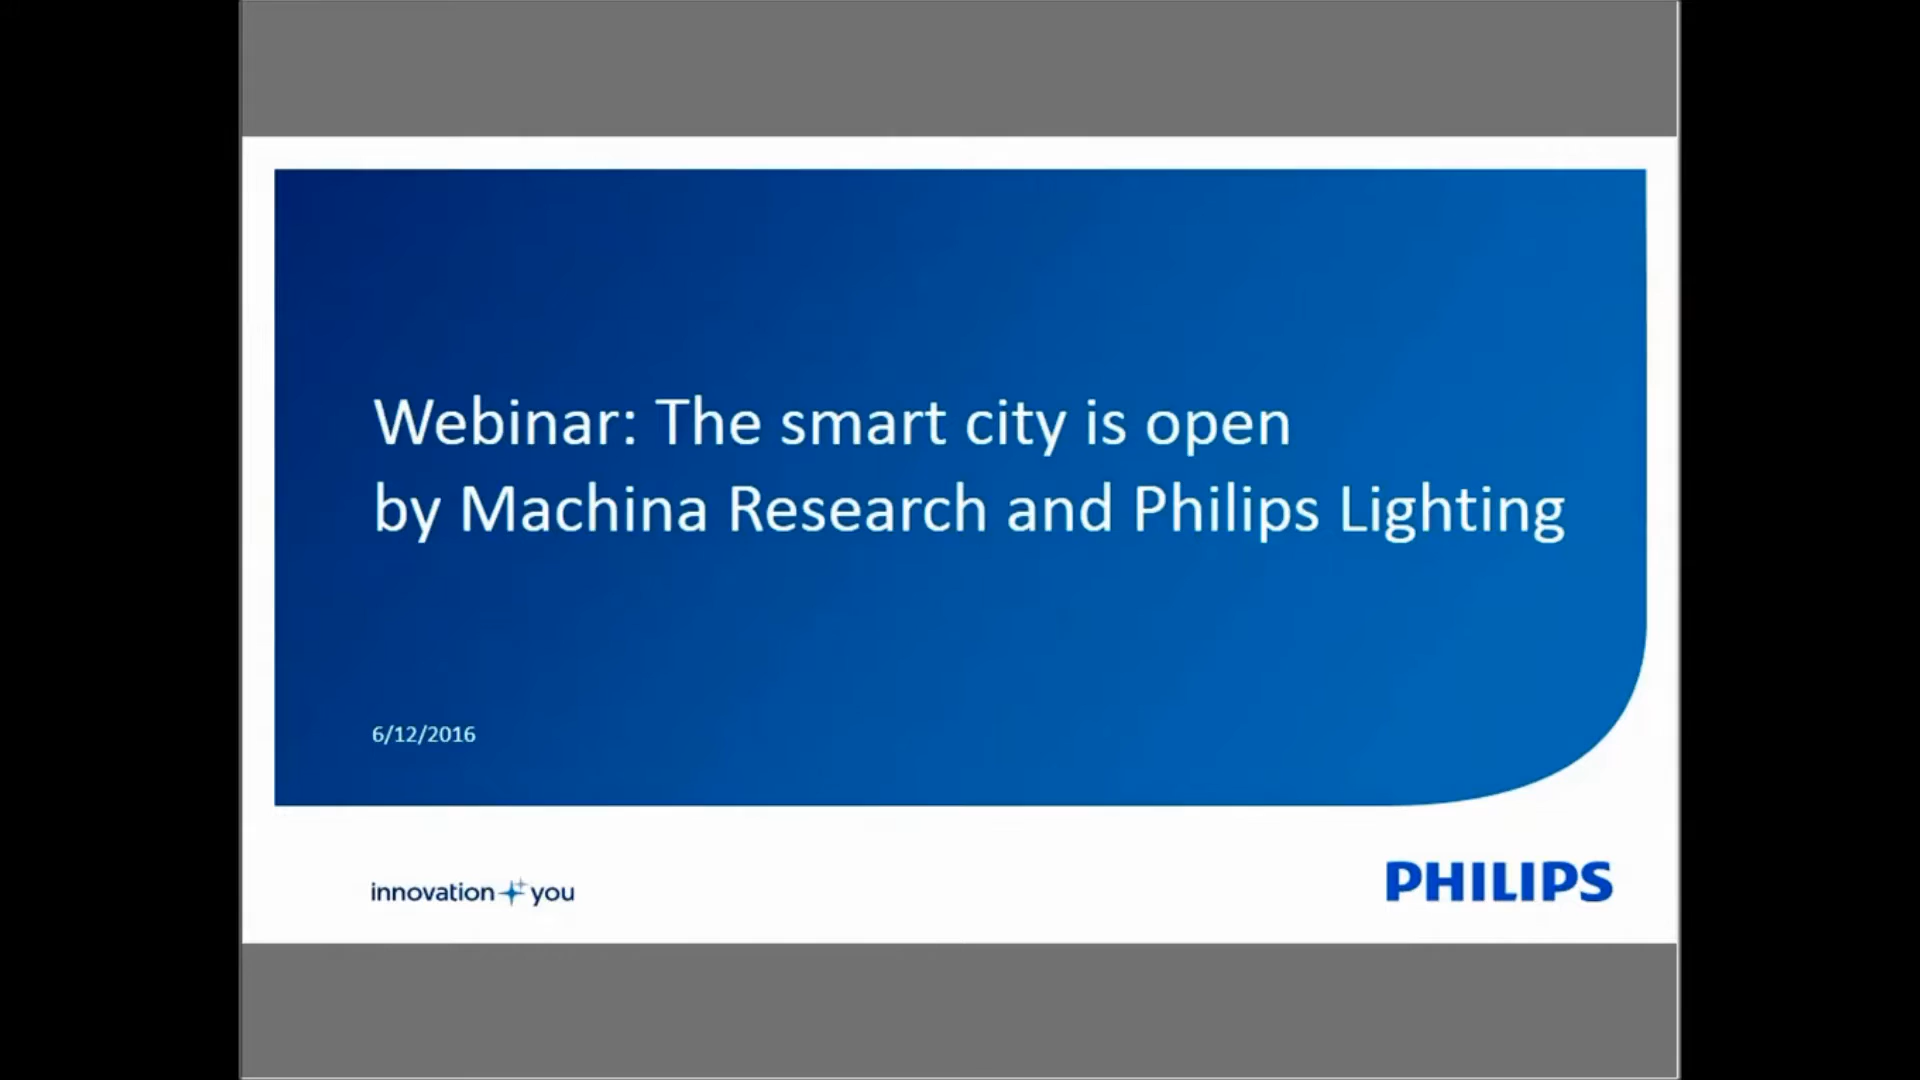 Webinar: The smart city is open
by Machina Research and Philips Lighting
6/12/2016
innovation you
PHILIPS